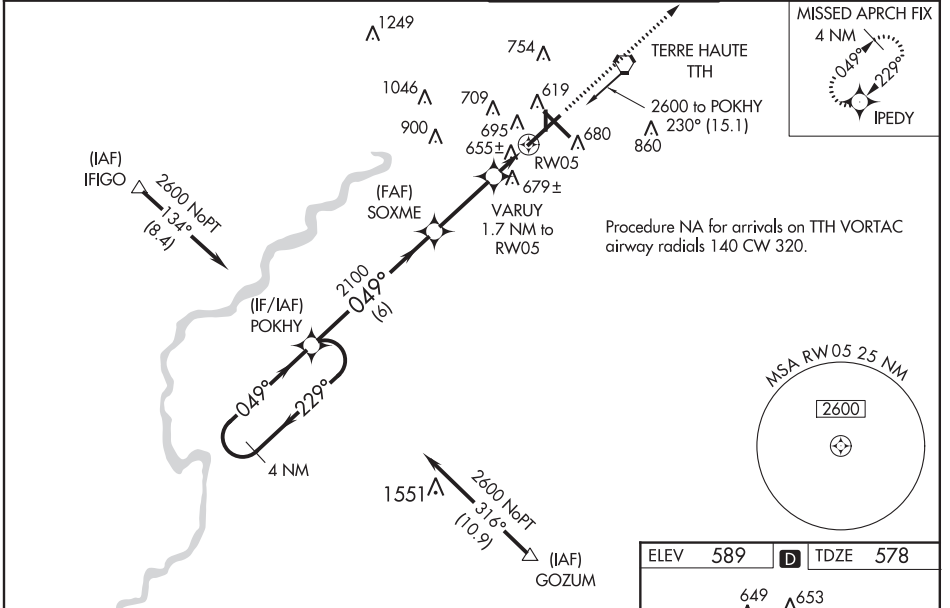 1249
754
TERRE HAUTE
TTH
MISSED APRCH FIX
4 NM
049°
229°
IPEDY
1046
709
619
2600 to POKHY
230° (15.1)
900
695
655±
680
860
RW05
(IAF)
IFIGO
2600 NoPT
134°
(8.4)
(FAF)
SOXME
679±
VARUY
1.7 NM to
RW05
Procedure NA for arrivals on TTH VORTAC
airway radials 140 CW 320.
2100
049°
(6)
(IF/IAF)
POKHY
049°
229°
4 NM
MSA RW05 25 NM
2600
1551
2600 NoPT
316°
(10.9)
(IAF)
GOZUM
ELEV 589 D TDZE 578
649 653